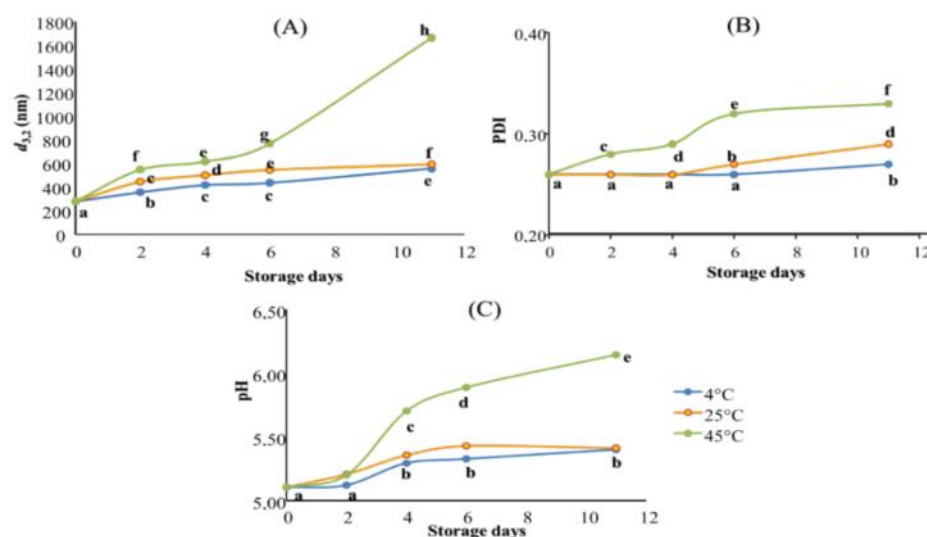 (A)
d3,2 (nm)
1800
1600
1400
1200
1000
800
600
400
200
0
0 2 4 6 8 10 12
Storage days
a
f
e
g
h
c
d
e
f
b
c
c
e
(B)
PDI
0.40
0.30
0.20
0 2 4 6 8 10 12
Storage days
a
c
d
e
f
b
d
a
a
a
b
(C)
pH
6,50
6,00
5,50
5,00
0 2 4 6 8 10 12
Storage days
a
a
c
d
e
b
b
b
4°C
25°C
45°C